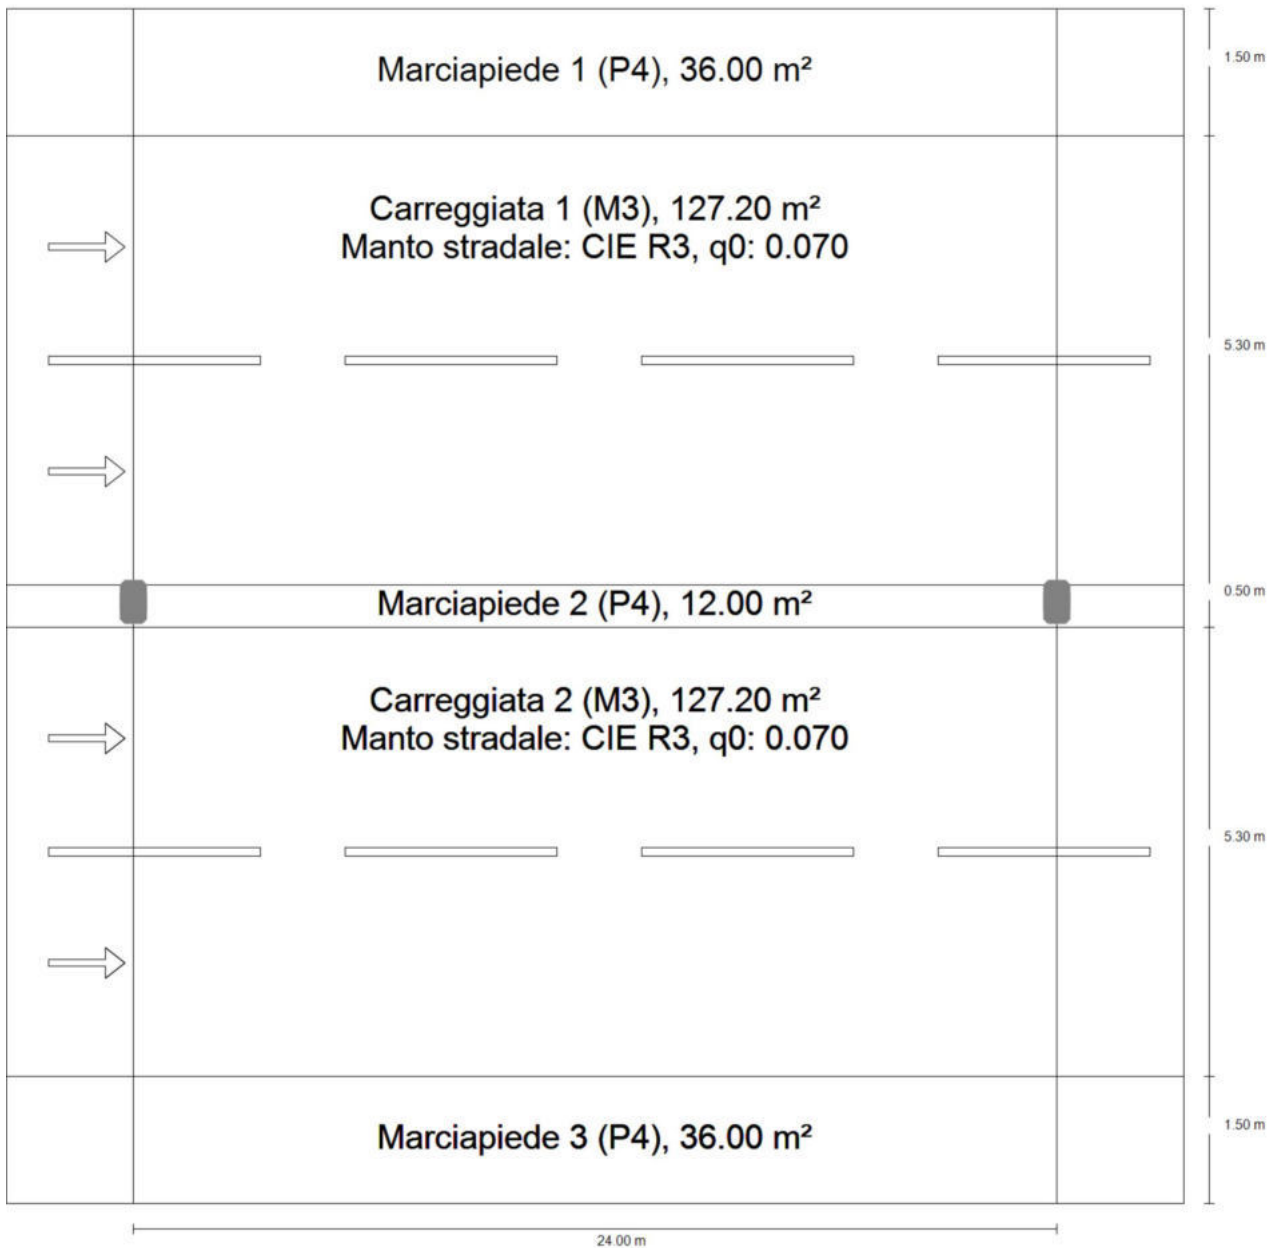 Marciapiede 1 (P4), 36.00 m²
1.50 m
Carreggiata 1 (M3), 127.20 m²
Manto stradale: CIE R3, q0: 0.070
5.30 m
Marciapiede 2 (P4), 12.00 m²
0.50 m
Carreggiata 2 (M3), 127.20 m²
Manto stradale: CIE R3, q0: 0.070
5.30 m
Marciapiede 3 (P4), 36.00 m²
1.50 m
24.00 m